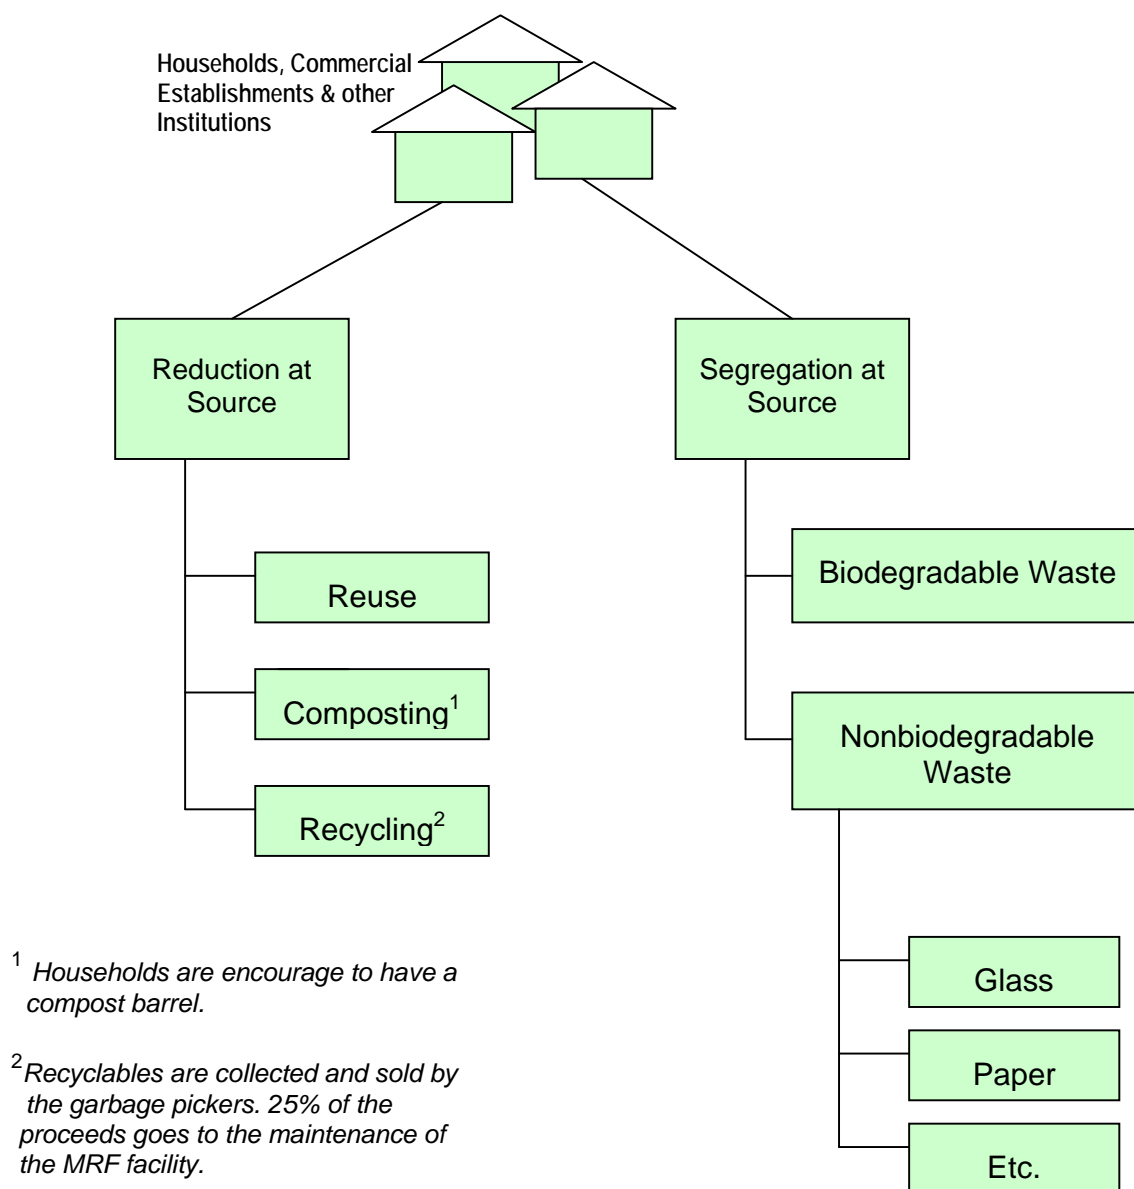 Households, Commercial
Establishments & other
Institutions
Reduction at
Source
Segregation at
Source
Reuse
Composting¹
Recycling²
Biodegradable Waste
Nonbiodegradable
Waste
Glass
Paper
Etc.
¹ Households are encourage to have a
compost barrel.
² Recyclables are collected and sold by
the garbage pickers. 25% of the
proceeds goes to the maintenance of
the MRF facility.